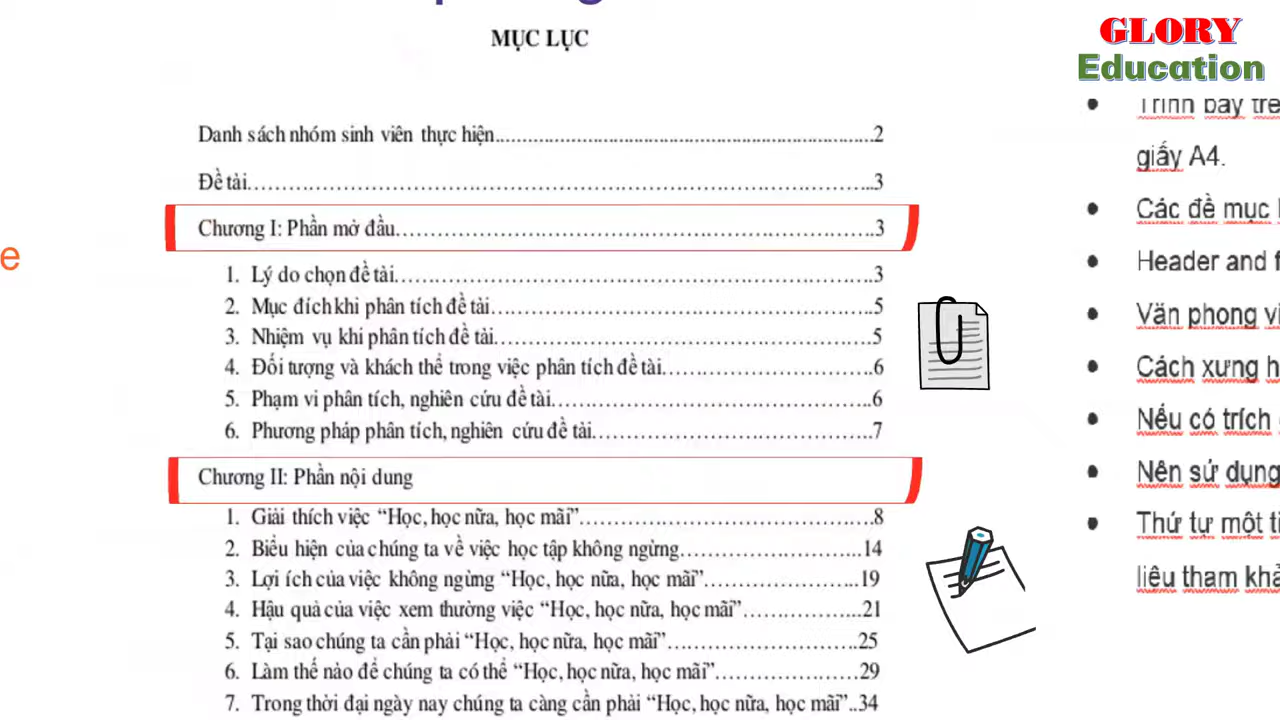 MỤC LỤC
Danh sách nhóm sinh viên thực hiện.....................................................................2
Đề tài.....................................................................................................3
Chương I: Phần mở đầu..............................................................................3
1. Lý do chọn đề tài..............................................................................3
2. Mục đích khi phân tích đề tài..............................................................5
3. Nhiệm vụ khi phân tích đề tài..............................................................5
4. Đối tượng và khách thể trong việc phân tích đề tài..................................6
5. Phạm vi phân tích, nghiên cứu đề tài....................................................6
6. Phương pháp phân tích, nghiên cứu đề tài..............................................7
Chương II: Phần nội dung
1. Giải thích việc “Học, học nữa, học mãi”................................................8
2. Biểu hiện của chúng ta về việc học tập không ngừng..............................14
3. Lợi ích của việc không ngừng “Học, học nữa, học mãi”..........................19
4. Hậu quả của việc xem thường việc “Học, học nữa, học mãi”....................21
5. Tại sao chúng ta cần phải “Học, học nữa, học mãi”................................25
6. Làm thế nào để chúng ta có thể “Học, học nữa, học mãi”........................29
7. Trong thời đại ngày nay chúng ta càng cần phải “Học, học nữa, học mãi”..34
e
GLORY
Education
Trình bày
giấy A4.
Các đề mục
Header and
Văn phong
Cách xưng
Nếu có trích
Nên sử dụng
Thứ tự một
liệu tham